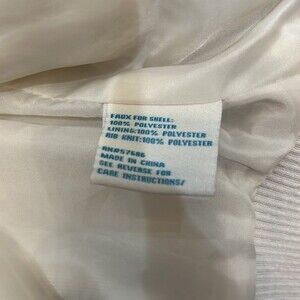 FAUX FOR SHELL:
100% POLYESTER
LINING:100% POLYESTER
RIB KNIT:100% POLYESTER
RN#57686
MADE IN CHINA
SEE REVERSE FOR
CARE INSTRUCTIONS/